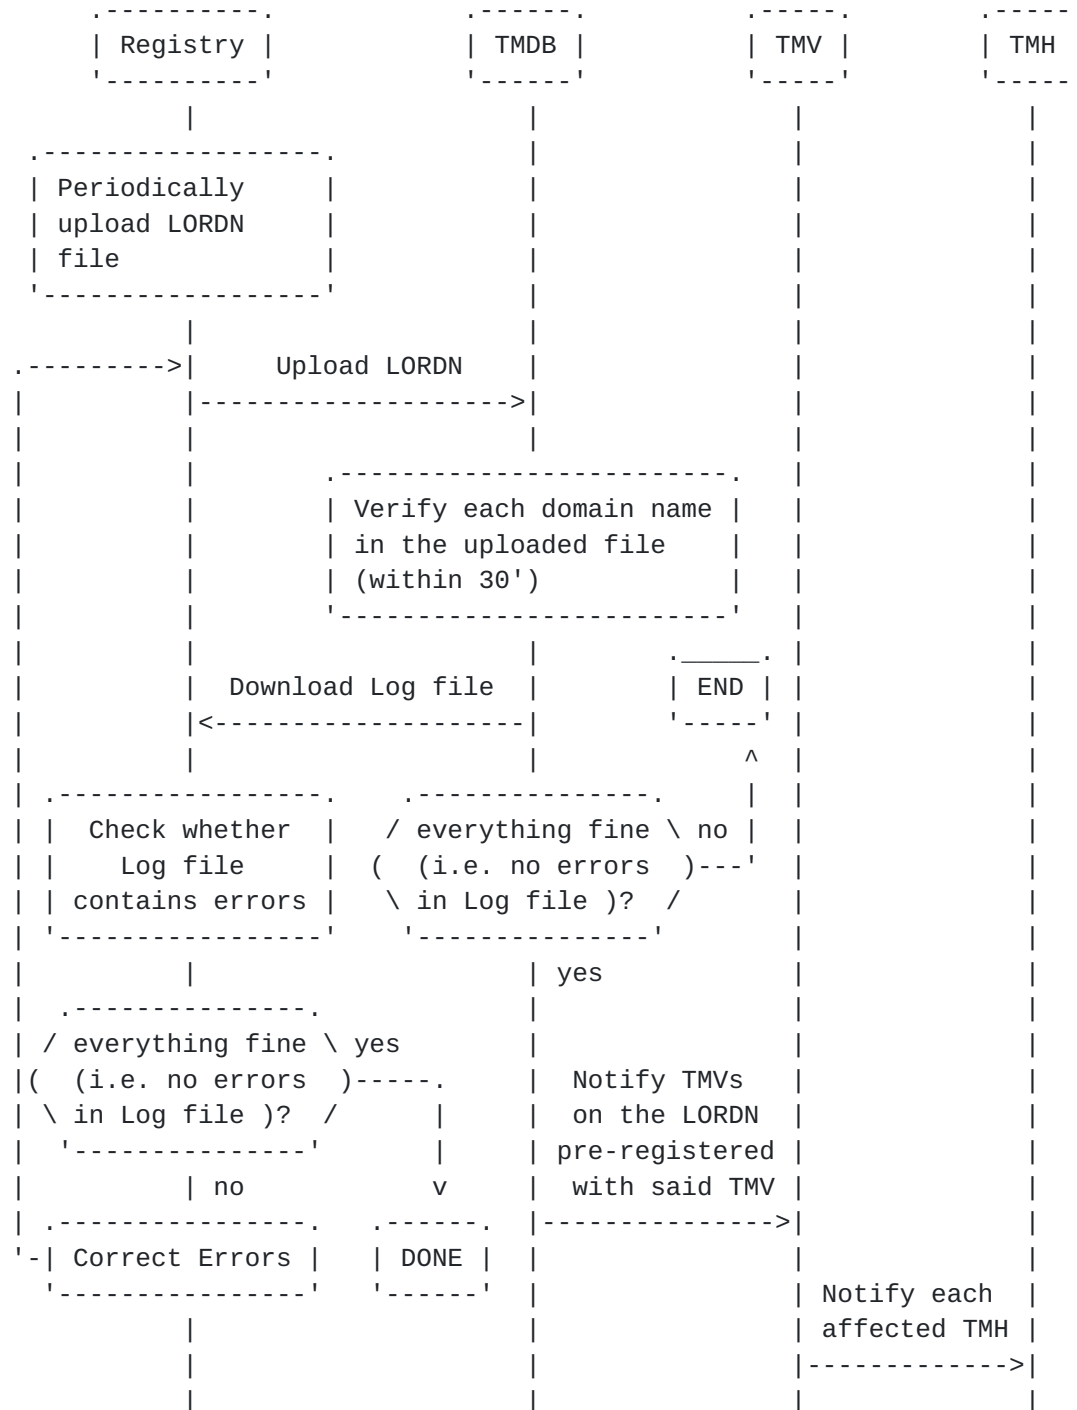 Registry TMDB TMV TMH
Periodically
upload LORDN
file
Upload LORDN
Verify each domain name
in the uploaded file
(within 30')
Download Log file END
Check whether / everything fine \ no
Log file ( (i.e. no errors )
contains errors \ in Log file )? /
yes
/ everything fine \ yes
( (i.e. no errors ) Notify TMVs
\ in Log file )? / on the LORDN
pre-registered
no v with said TMV
Correct Errors DONE
Notify each
affected TMH